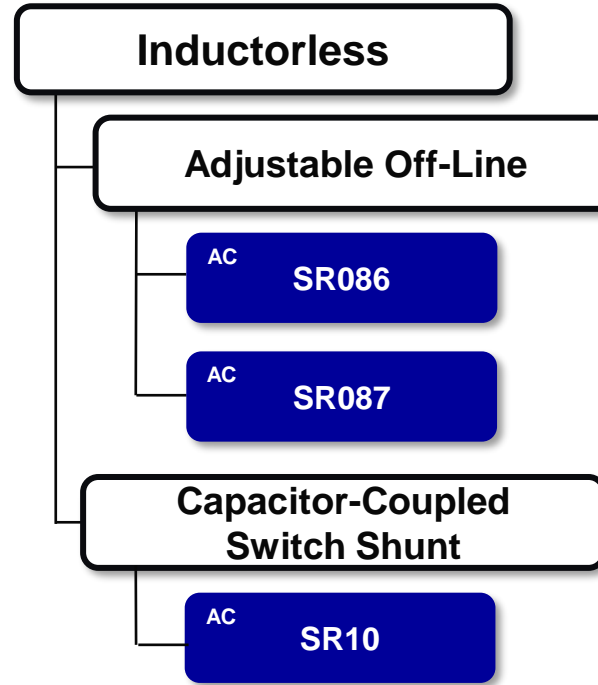 Inductorless
Adjustable Off-Line
AC
SR086
AC
SR087
Capacitor-Coupled
Switch Shunt
AC
SR10